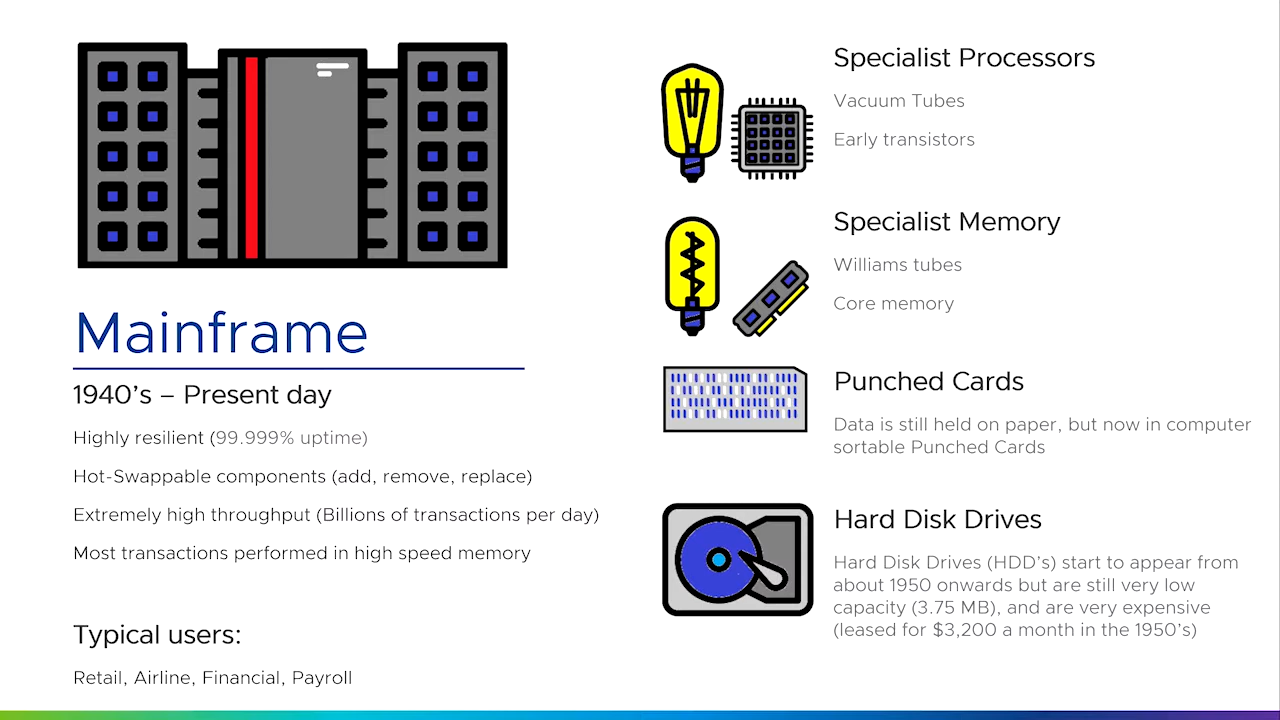 Mainframe
1940’s – Present day
Highly resilient (99.999% uptime)
Hot-Swappable components (add, remove, replace)
Extremely high throughput (Billions of transactions per day)
Most transactions performed in high speed memory
Typical users:
Retail, Airline, Financial, Payroll
Specialist Processors
Vacuum Tubes
Early transistors
Specialist Memory
Williams tubes
Core memory
Punched Cards
Data is still held on paper, but now in computer
sortable Punched Cards
Hard Disk Drives
Hard Disk Drives (HDD’s) start to appear from
about 1950 onwards but are still very low
capacity (3.75 MB), and are very expensive
(leased for $3,200 a month in the 1950’s)